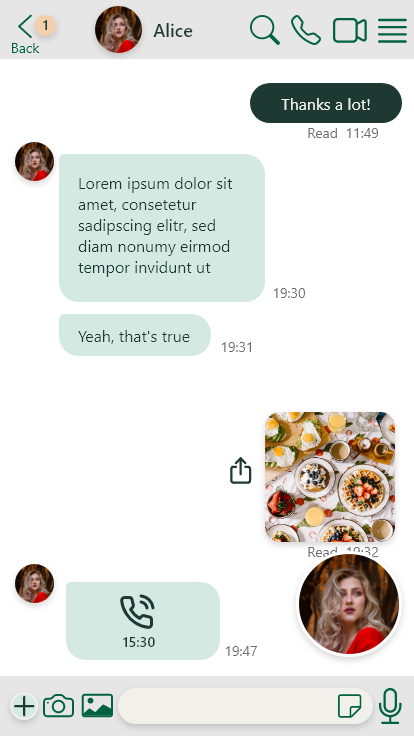 1
Back
Alice
Thanks a lot!
Read 11:49
Lorem ipsum dolor sit
amet, consetetur
sadipscing elitr, sed
diam nonumy eirmod
tempor invidunt ut
19:30
Yeah, that's true
19:31
Read 19:32
15:30
19:47